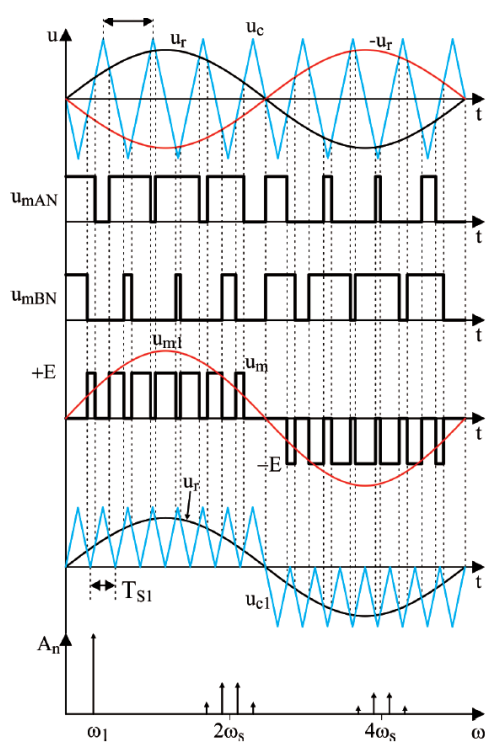 u u_r u_c -u_r
t
u_mAN
t
u_mBN
t
+E u_m1 u_m
t
-E
u_r
t
T_S1 u_c1
A_n
ω_1 2ω_s 4ω_s ω